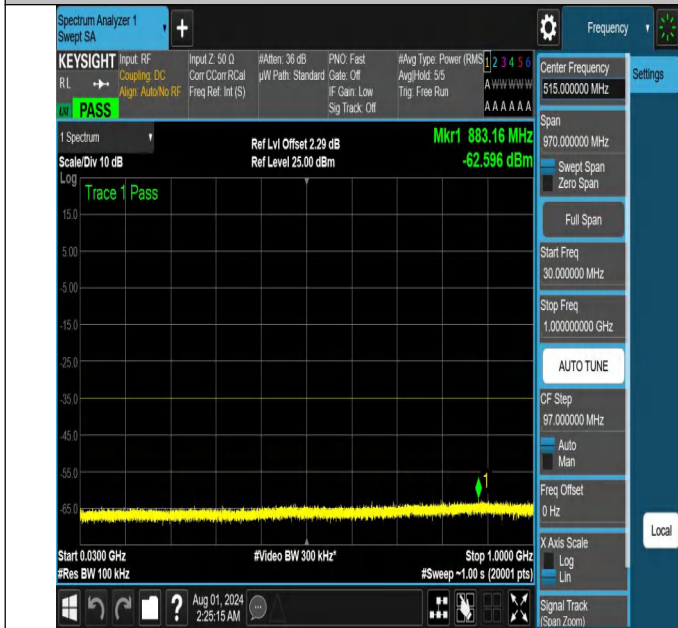 Spectrum Analyzer 1
Swept SA
+
Frequency
KEYSIGHT
RL
PASS
Input: RF
Coupling: DC
Align: Auto/No RF
Input Z: 50 Ω
Corr CCorr RCal
Freq Ref: Int (S)
#Atten: 36 dB
µW Path: Standard
PNO: Fast
Gate: Off
IF Gain: Low
Sig Track: Off
#Avg Type: Power (RMS
Avg|Hold: 5/5
Trig: Free Run
1 2 3 4 5 6
A W W W W W
A A A A A A
1 Spectrum
Scale/Div 10 dB
Ref Lvl Offset 2.29 dB
Ref Level 25.00 dBm
Mkr1 883.16 MHz
-62.596 dBm
Log
Trace 1 Pass
15.0
5.00
-5.00
-15.0
-25.0
-35.0
-45.0
-55.0
-65.0
1
Start 0.0300 GHz
#Res BW 100 kHz
#Video BW 300 kHz*
Stop 1.0000 GHz
#Sweep ~1.00 s (20001 pts)
?
Aug 01, 2024
2:25:15 AM
Center Frequency
515.000000 MHz
Settings
Span
970.000000 MHz
Swept Span
Zero Span
Full Span
Start Freq
30.000000 MHz
Stop Freq
1.00000000 GHz
AUTO TUNE
CF Step
97.000000 MHz
Auto
Man
Freq Offset
0 Hz
Local
X Axis Scale
Log
Lin
Signal Track
(Span Zoom)